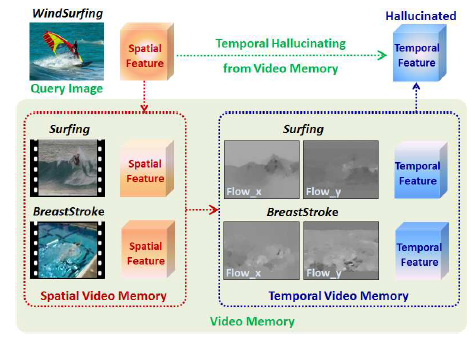 WindSurfing
Hallucinated
Spatial
Feature
Temporal Hallucinating
from Video Memory
Temporal
Feature
Query Image
Surfing
Surfing
Spatial
Feature
Flow_x
Flow_y
Temporal
Feature
BreastStroke
BreastStroke
Spatial
Feature
Flow_x
Flow_y
Temporal
Feature
Spatial Video Memory
Temporal Video Memory
Video Memory